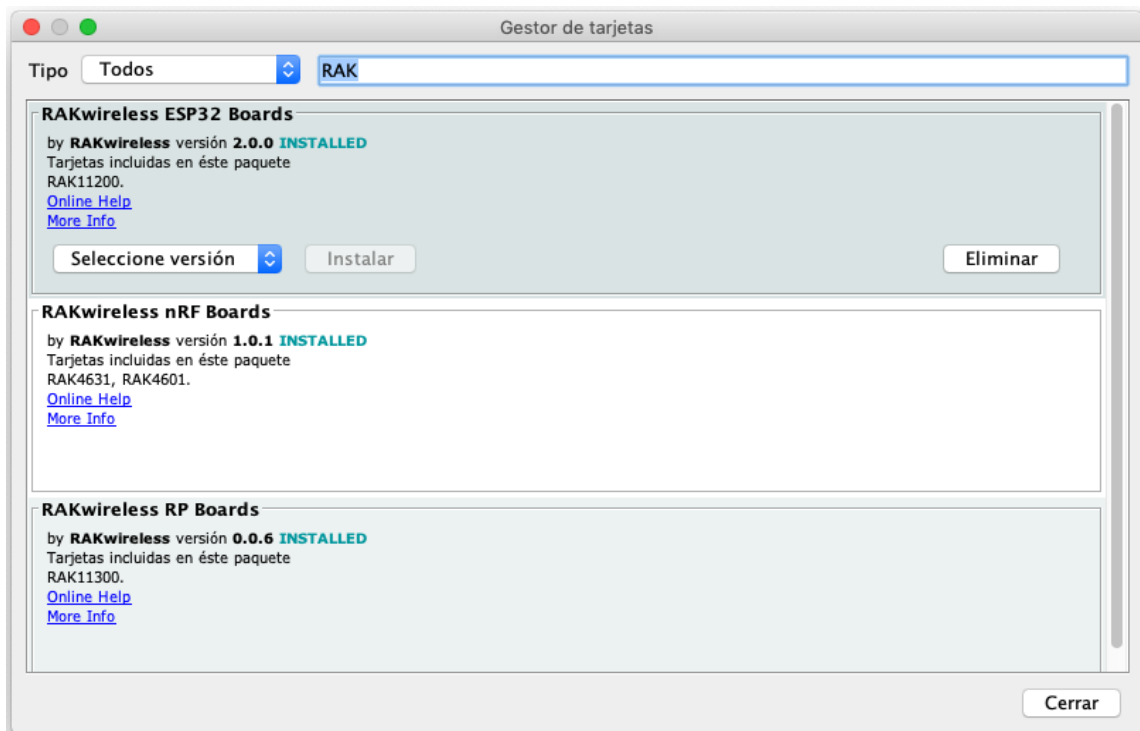 Gestor de tarjetas
Tipo Todos RAK
RAKwireless ESP32 Boards
by RAKwireless versión 2.0.0 INSTALLED
Tarjetas incluidas en éste paquete
RAK11200.
Online Help
More Info
Seleccione versión Instalar Eliminar
RAKwireless nRF Boards
by RAKwireless versión 1.0.1 INSTALLED
Tarjetas incluidas en éste paquete
RAK4631, RAK4601.
Online Help
More Info
RAKwireless RP Boards
by RAKwireless versión 0.0.6 INSTALLED
Tarjetas incluidas en éste paquete
RAK11300.
Online Help
More Info
Cerrar